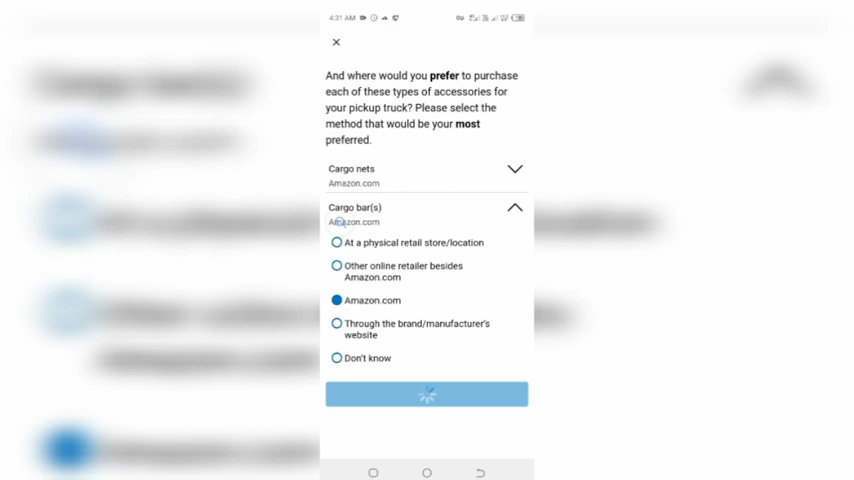 4:31 AM
And where would you prefer to purchase
each of these types of accessories for
your pickup truck? Please select the
method that would be your most
preferred.
Cargo nets
Amazon.com
Cargo bar(s)
Amazon.com
At a physical retail store/location
Other online retailer besides
Amazon.com
Amazon.com
Through the brand/manufacturer's
website
Don't know